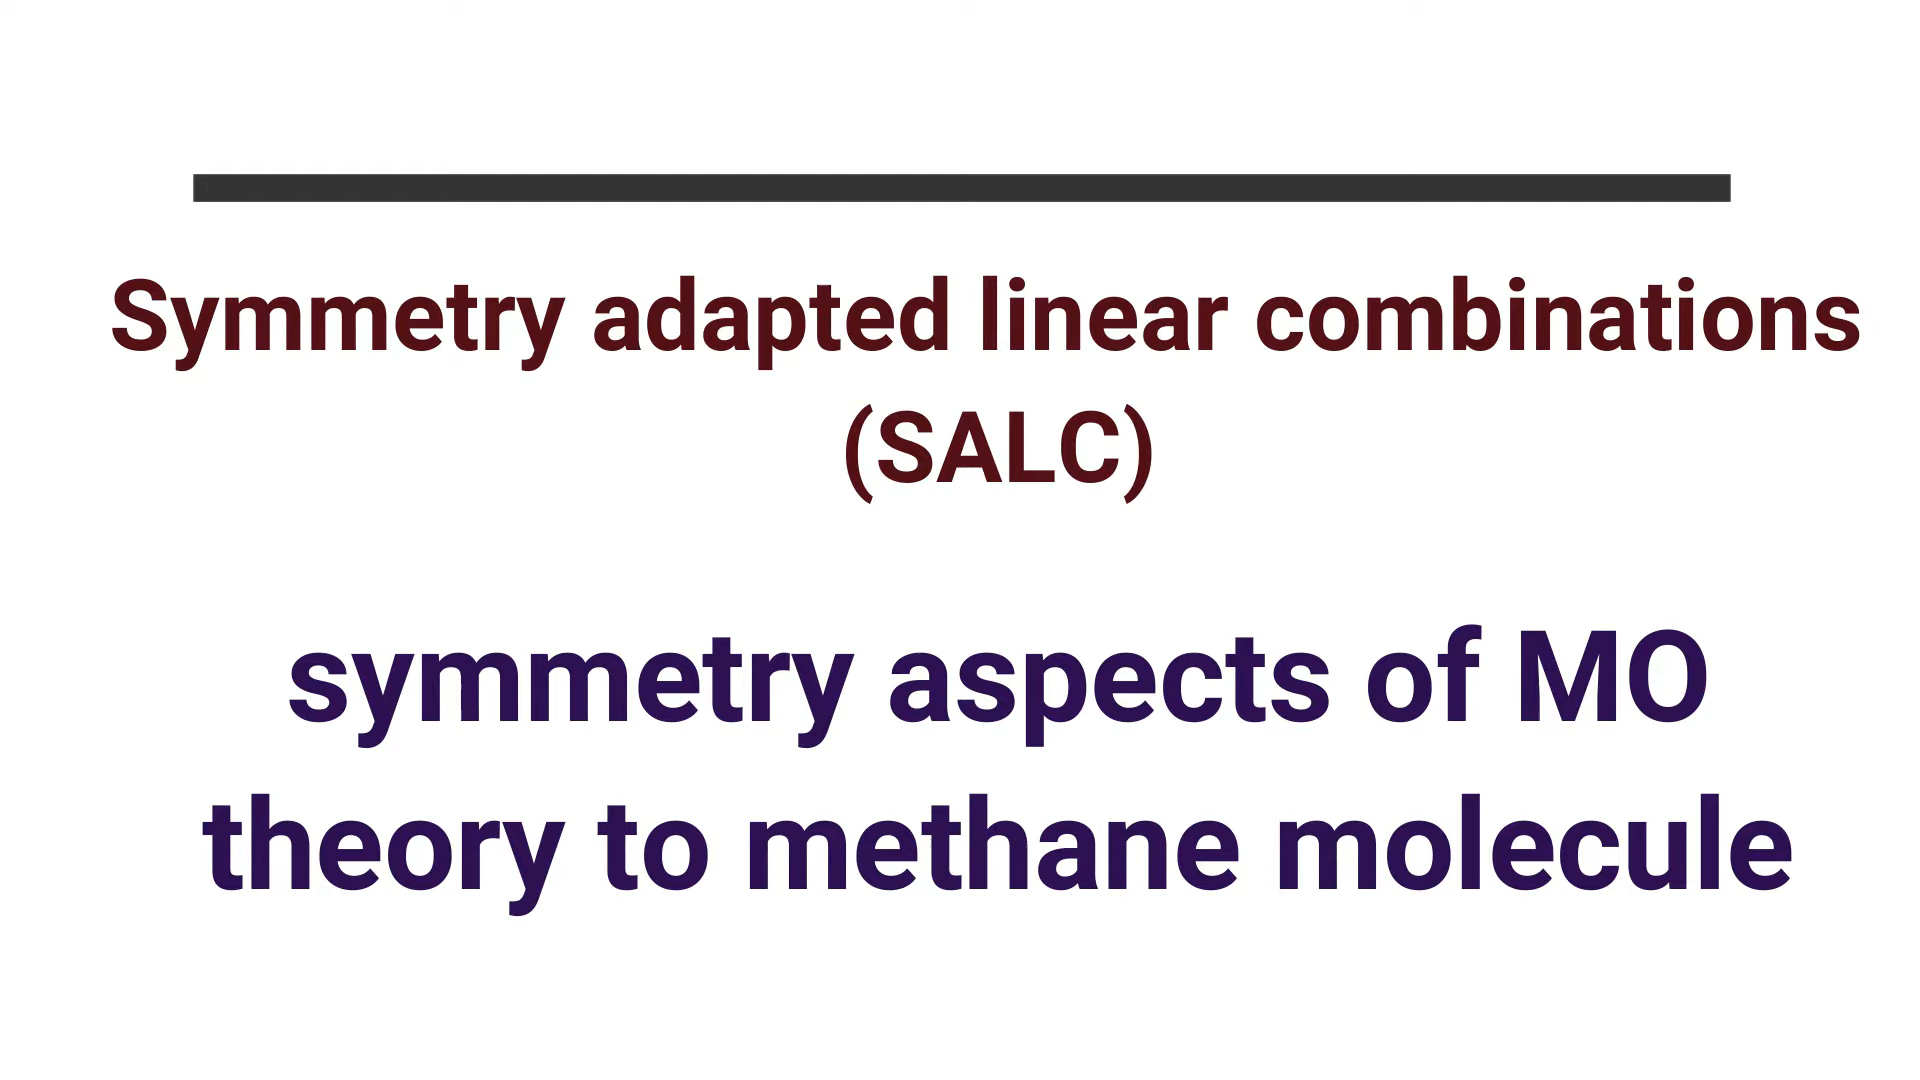 Symmetry adapted linear combinations
(SALC)
symmetry aspects of MO
theory to methane molecule